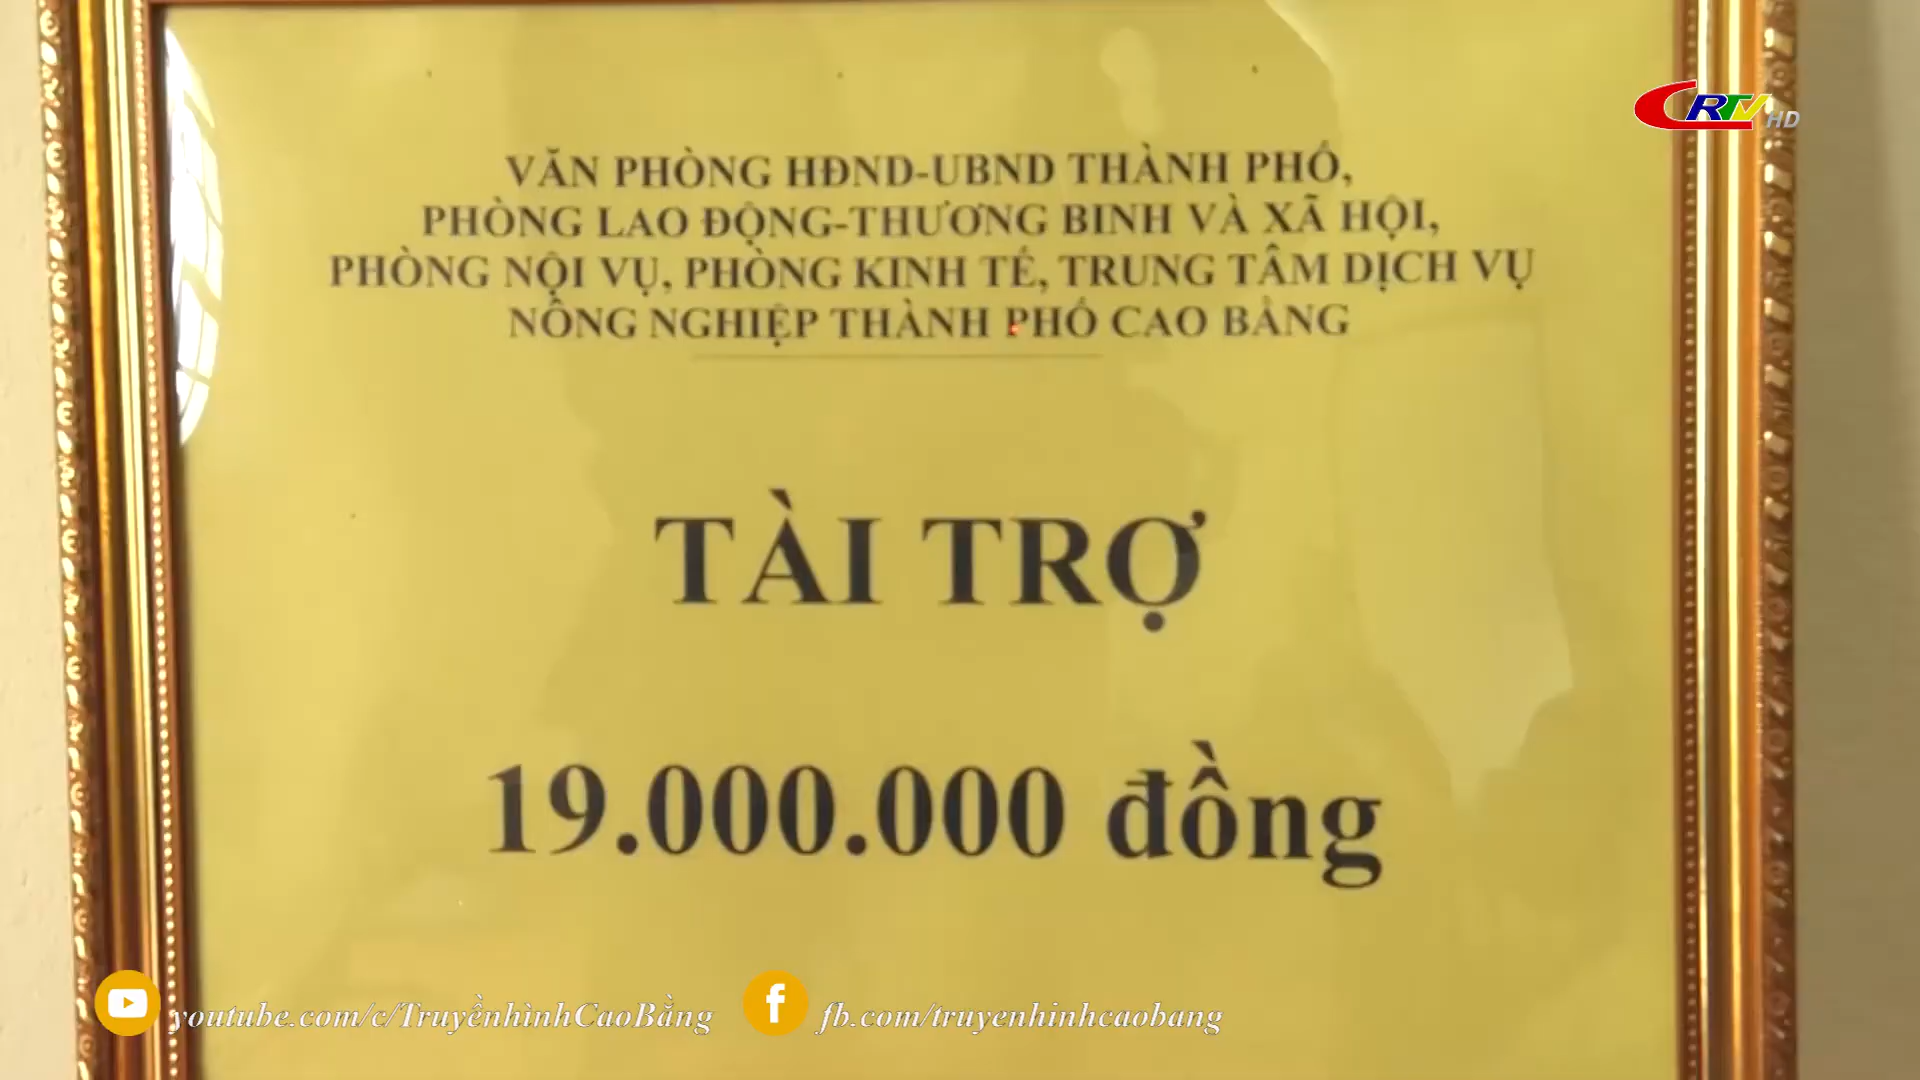 CRTV HD
VĂN PHÒNG HĐND-UBND THÀNH PHỐ,
PHÒNG LAO ĐỘNG-THƯƠNG BINH VÀ XÃ HỘI,
PHÒNG NỘI VỤ, PHÒNG KINH TẾ, TRUNG TÂM DỊCH VỤ
NÔNG NGHIỆP THÀNH PHỐ CAO BẰNG
TÀI TRỢ
19.000.000 đồng
youtube.com/c/TruyềnhìnhCaoBằng
fb.com/truyenhinhcaobang